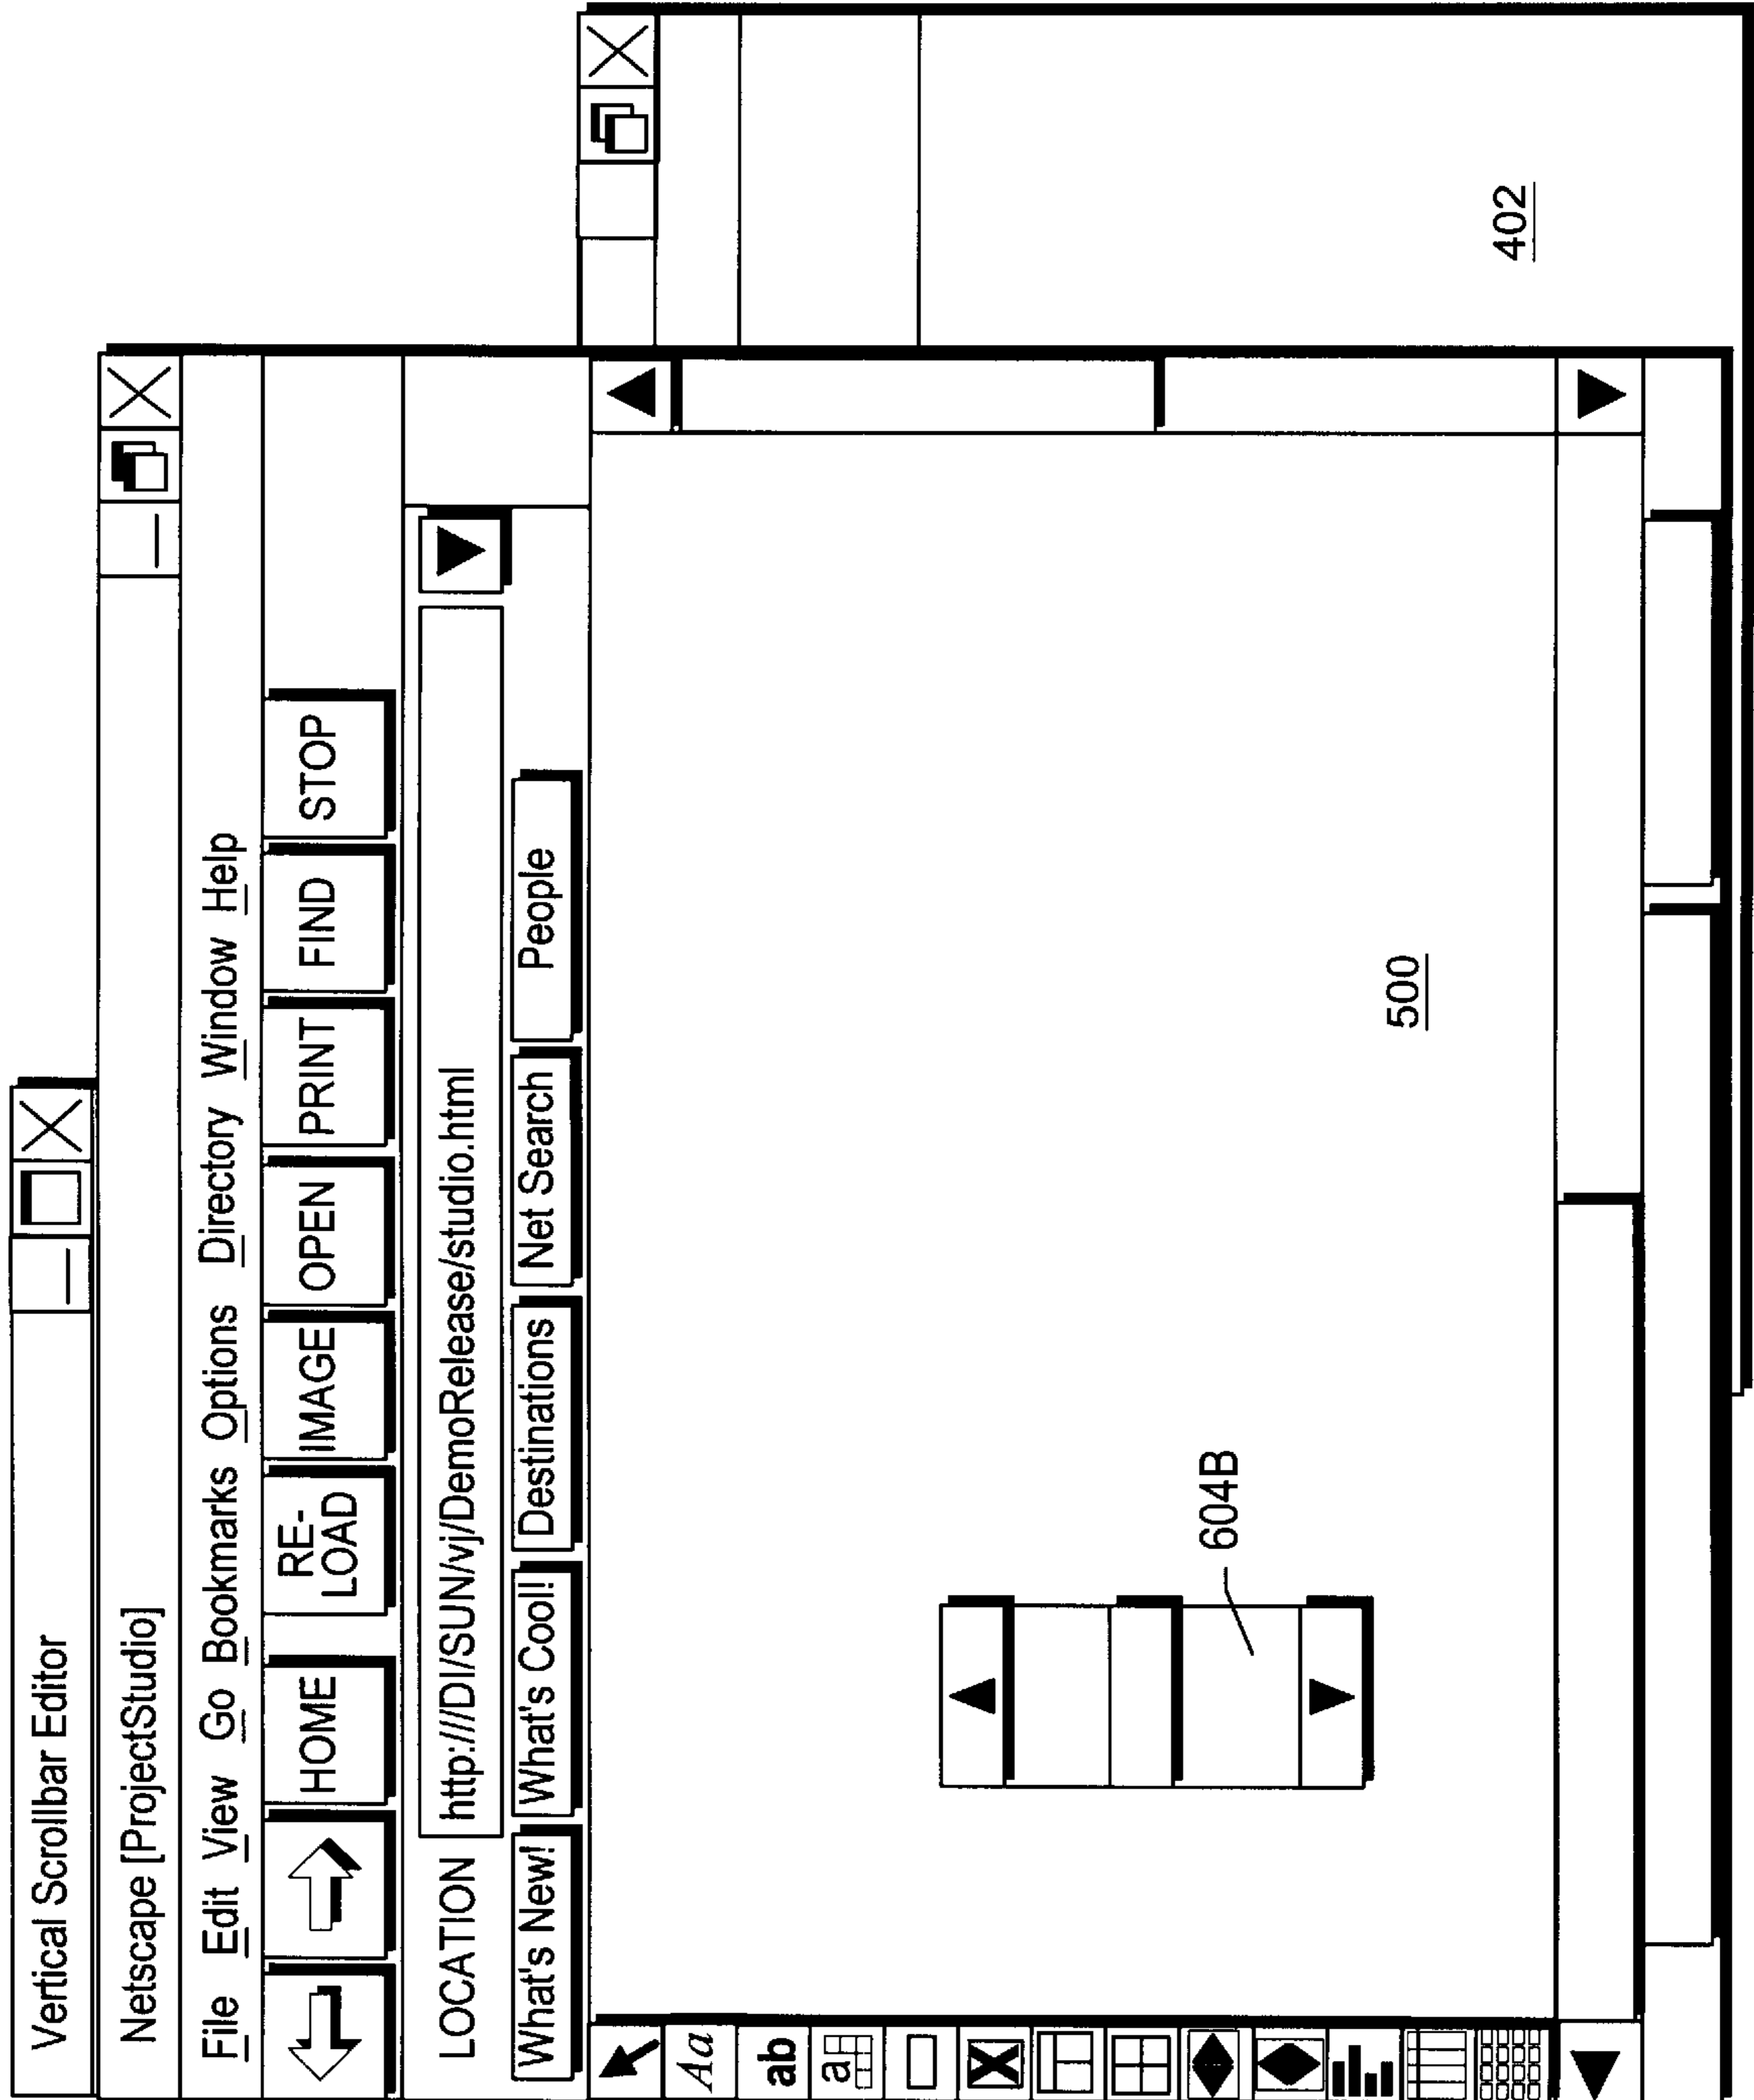 Vertical Scrollbar Editor
Netscape [ProjectStudio]
File Edit View Go Bookmarks Options Directory Window Help
HOME RE-LOAD IMAGE OPEN PRINT FIND STOP
LOCATION http:///DI/SUN/vj/DemoRelease/studio.html
What's New! What's Cool! Destinations Net Search People
Aa
ab
a
604B
500
402